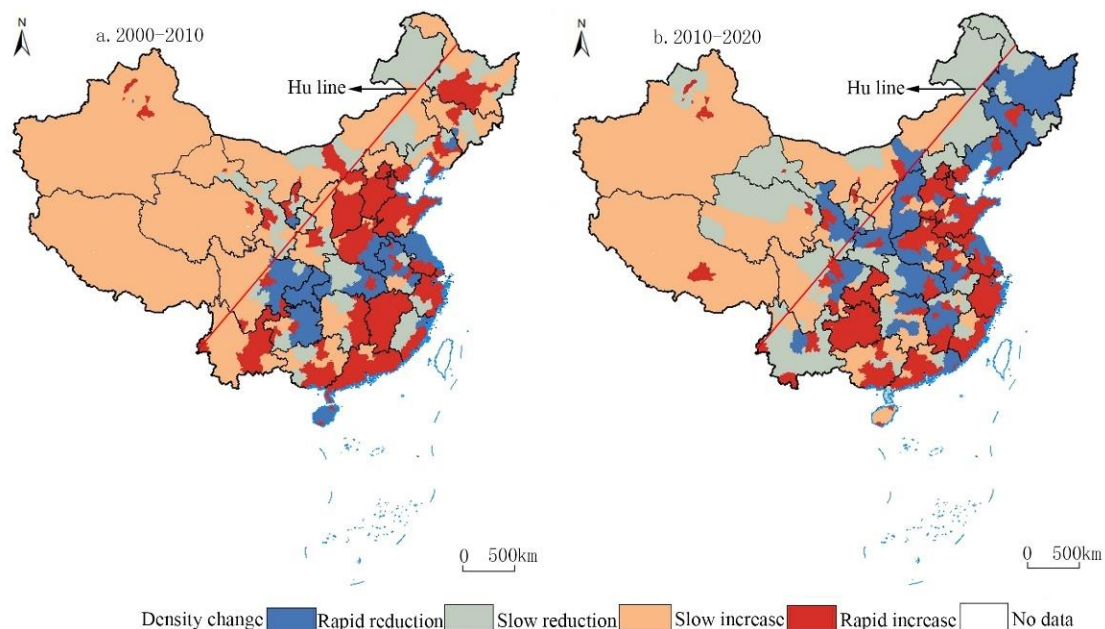 N
a. 2000-2010
Hu line
0 500km
N
b. 2010-2020
Hu line
0 500km
Density change Rapid reduction Slow reduction Slow increase Rapid increase No data